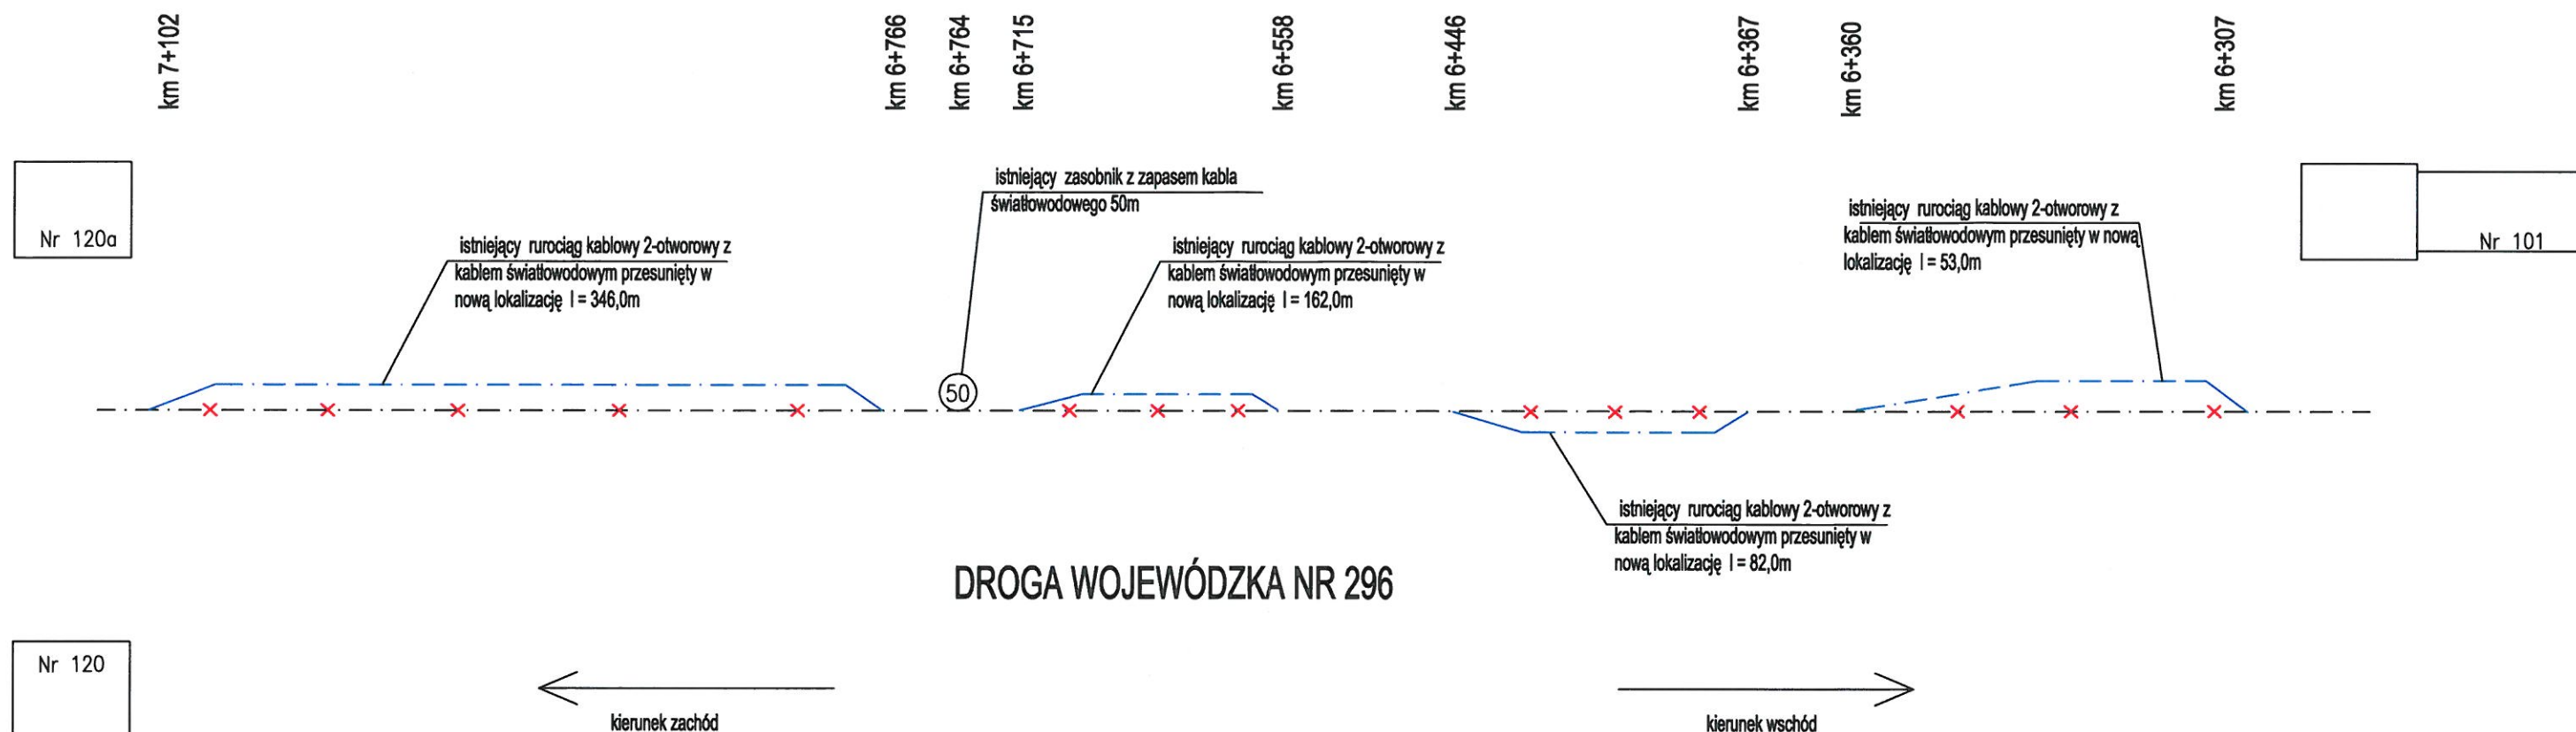 km 7+102
km 6+766
km 6+764
km 6+715
km 6+558
km 6+446
km 6+367
km 6+360
km 6+307
Nr 120a
istniejący rurociąg kablowy 2-otworowy z
kablem światłowodowym przesunięty w
nową lokalizację l = 346,0m
istniejący zasobnik z zapasem kabla
światłowodowego 50m
istniejący rurociąg kablowy 2-otworowy z
kablem światłowodowym przesunięty w
nową lokalizację l = 162,0m
istniejący rurociąg kablowy 2-otworowy z
kablem światłowodowym przesunięty w nową
lokalizację l = 53,0m
Nr 101
50
istniejący rurociąg kablowy 2-otworowy z
kablem światłowodowym przesunięty w
nową lokalizację l = 82,0m
DROGA WOJEWÓDZKA NR 296
Nr 120
kierunek zachód
kierunek wschód